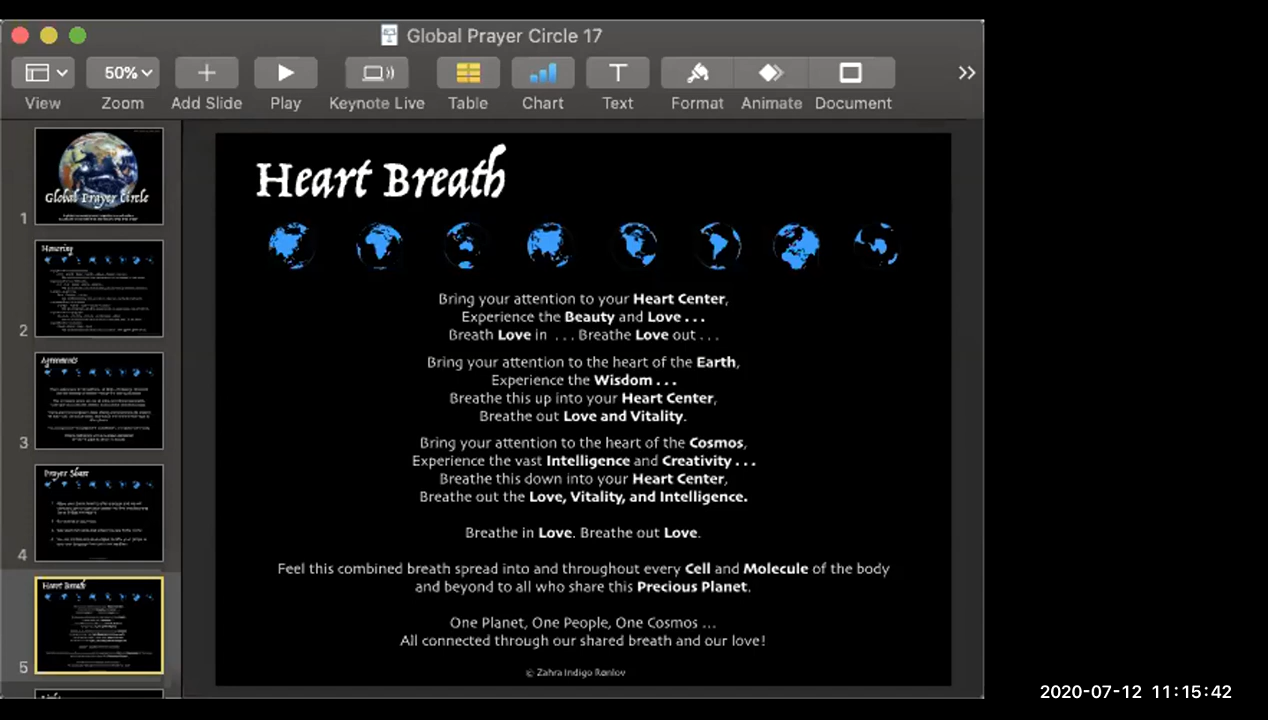 Global Prayer Circle 17
50%
View
Zoom
Add Slide
Play
Keynote Live
Table
Chart
Text
Format
Animate
Document
Global Prayer Circle
1
Honoring
2
Agreements
3
Prayer Share
4
Heart Breath
5
Heart Breath
Bring your attention to your Heart Center,
Experience the Beauty and Love . . .
Breath Love in . . . Breathe Love out . . .
Bring your attention to the heart of the Earth,
Experience the Wisdom . . .
Breathe this up into your Heart Center,
Breathe out Love and Vitality.
Bring your attention to the heart of the Cosmos,
Experience the vast Intelligence and Creativity . . .
Breathe this down into your Heart Center,
Breathe out the Love, Vitality, and Intelligence.
Breathe in Love. Breathe out Love.
Feel this combined breath spread into and throughout every Cell and Molecule of the body
and beyond to all who share this Precious Planet.
One Planet, One People, One Cosmos ...
All connected through our shared breath and our love!
© Zahra Indigo Rønlov
2020-07-12 11:15:42